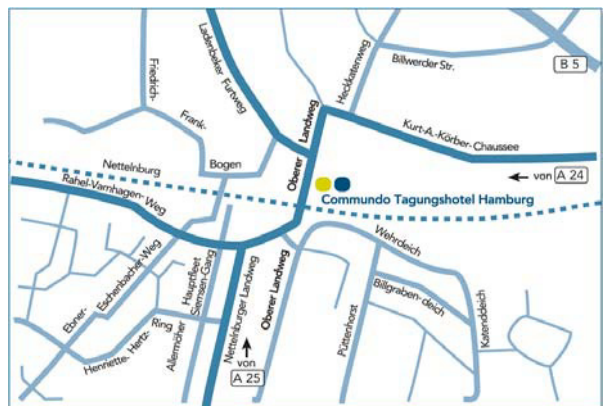 Friedrich-
Frank-
Bogen
Ladenbeker
Furtweg
Heckkatenweg
Billwerder Str.
B 5
Oberer Landweg
Kurt-A.-Körber-
Chaussee
von A 24
Nettelnburg
Rahel-Varnhagen-Weg
Commundo Tagungshotel Hamburg
Wehrdeich
Ebner-
Eschenbacher-Weg
Hauptfleet
Siemsen-Gang
Allermöher
Henriette-
Hertz-
Ring
Nettelnburger Landweg
von
A 25
Oberer Landweg
Püttenhorst
Billgraben-deich
Katenddeich